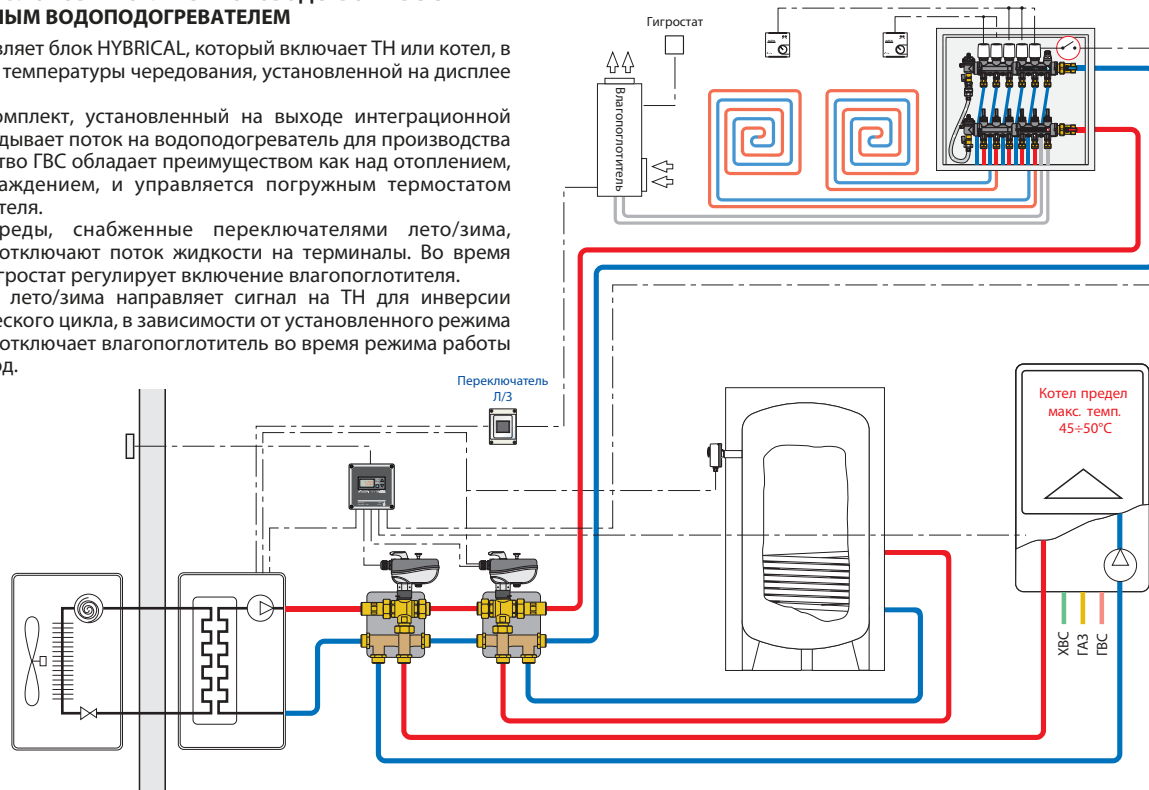 НЫМ ВОДОПОДОГРЕВАТЕЛЕМ
вляет блок HYBRICAL, который включает ТН или котел, в
температуры чередования, установленной на дисплее
омплект, установленный на выходе интеграционной
дывает поток на водоподогреватель для производства
тво ГВС обладает преимуществом как над отоплением,
аждением, и управляется погружным термостатом
теля.
реды, снабженные переключателями лето/зима,
отключают поток жидкости на терминалы. Во время
гростат регулирует включение влагопоглотителя.
лето/зима направляет сигнал на ТН для инверсии
еского цикла, в зависимости от установленного режима
отключает влагопоглотитель во время режима работы
од.
Гигростат
Влагопоглотитель
Переключатель
Л/З
Котел предел
макс. темп.
45÷50°C
ХВС
ГАЗ
ГВС